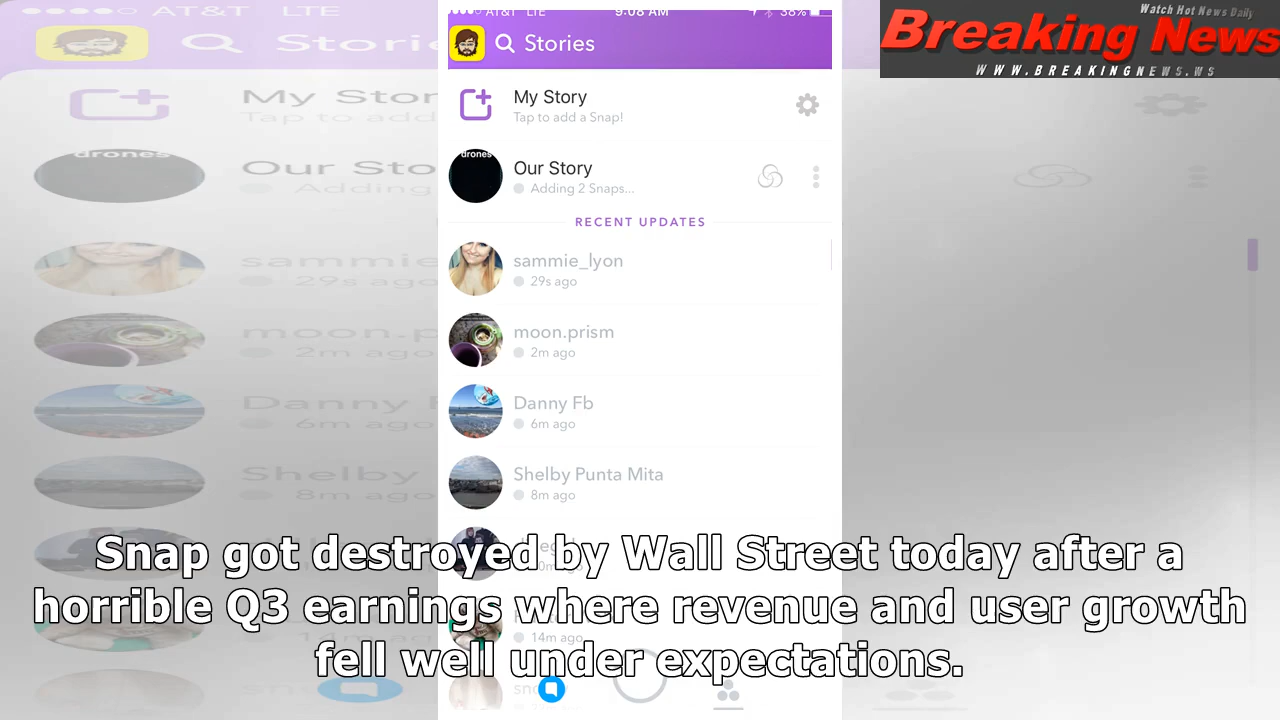 AT&T LTE 9:08 AM 38%
Watch Hot News Daily
Breaking News
WWW.BREAKINGNEWS.WS
Stories
My Story
Tap to add a Snap!
drones
Our Story
Adding 2 Snaps...
RECENT UPDATES
sammie_lyon
29s ago
moon.prism
2m ago
Danny Fb
6m ago
Shelby Punta Mita
8m ago
14m ago
Snap got destroyed by Wall Street today after a
horrible Q3 earnings where revenue and user growth
fell well under expectations.